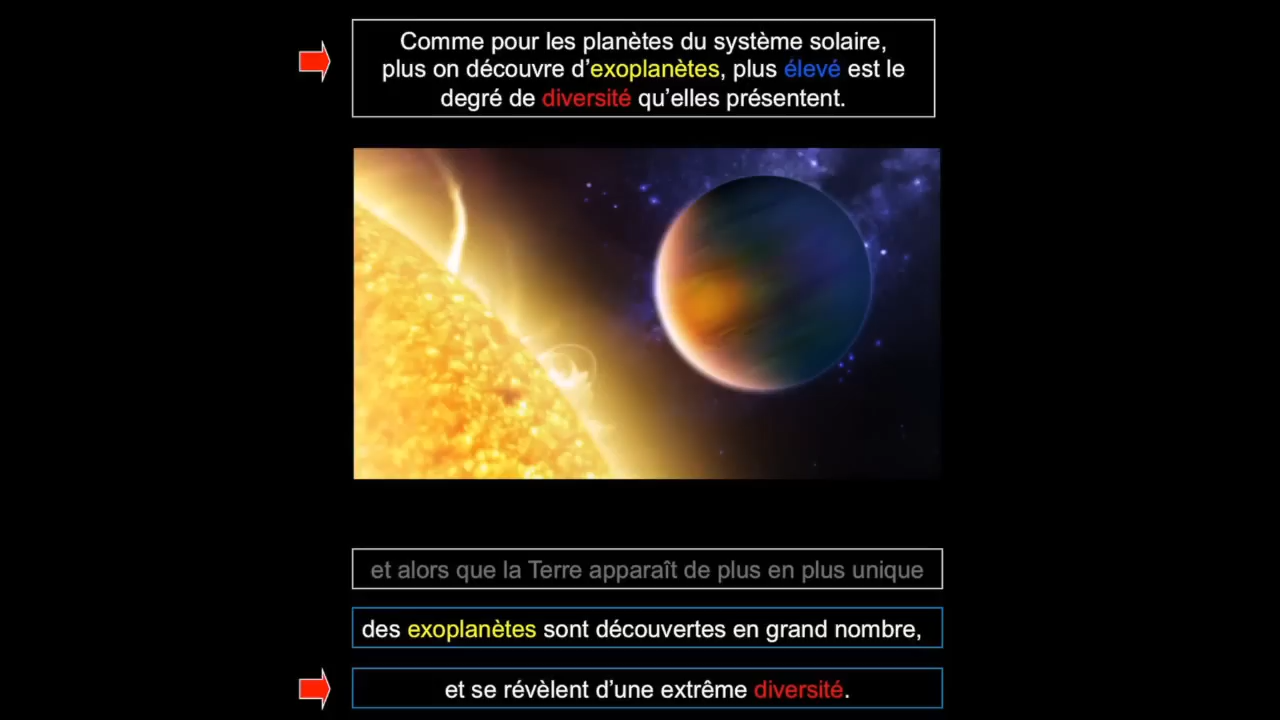 Comme pour les planètes du système solaire,
plus on découvre d’exoplanètes, plus élevé est le
degré de diversité qu’elles présentent.
et alors que la Terre apparaît de plus en plus unique
des exoplanètes sont découvertes en grand nombre,
et se révèlent d’une extrême diversité.